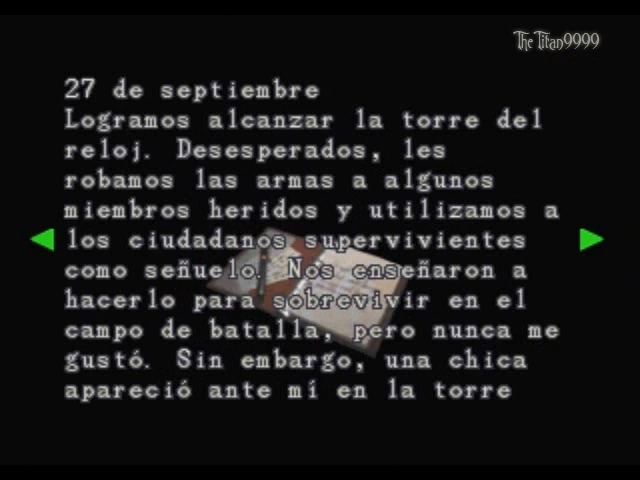 The Titan9999
27 de septiembre
Logramos alcanzar la torre del
reloj. Desesperados, les
robamos las armas a algunos
miembros heridos y utilizamos a
los ciudadanos supervivientes
como señuelo. Nos enseñaron a
hacerlo para sobrevivir en el
campo de batalla, pero nunca me
gustó. Sin embargo, una chica
apareció ante mí en la torre